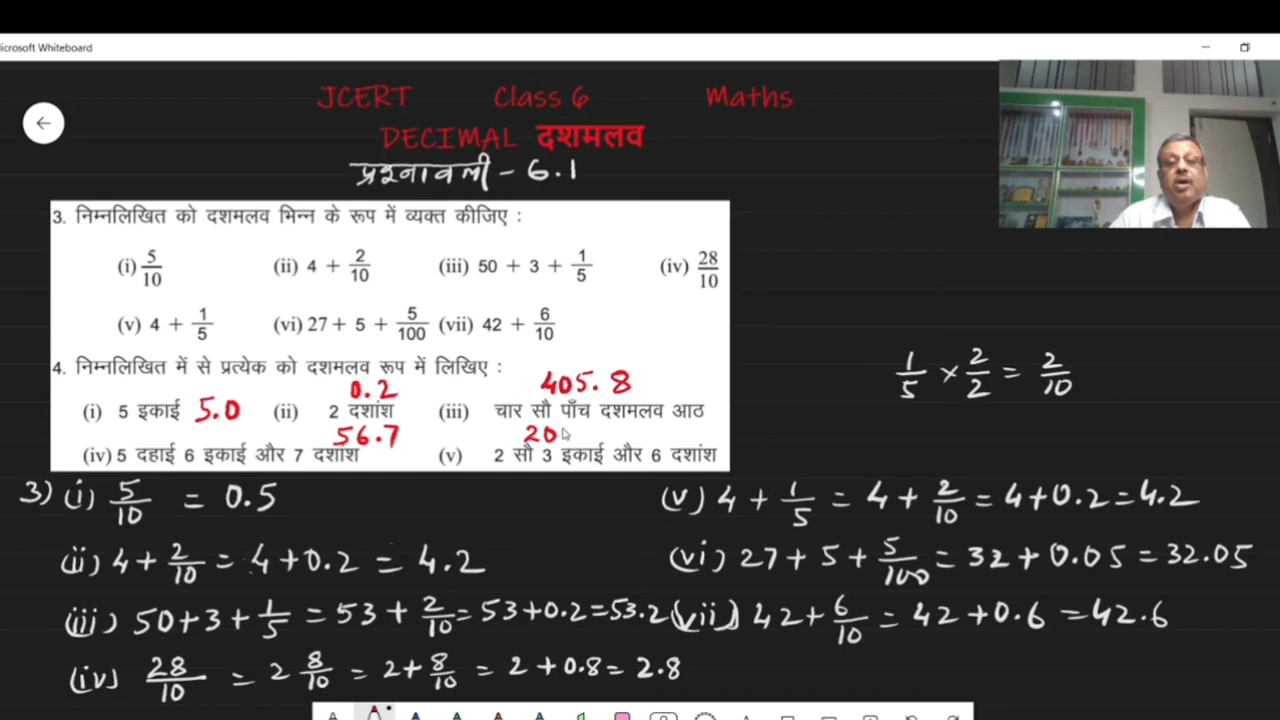 Microsoft Whiteboard
JCERT Class 6 Maths
DECIMAL दशमलव
प्रश्नावली - 6.1
3. निम्नलिखित को दशमलव भिन्न के रूप में व्यक्त कीजिए :
(i) 5/10 (ii) 4 + 2/10 (iii) 50 + 3 + 1/5 (iv) 28/10
(v) 4 + 1/5 (vi) 27 + 5 + 5/100 (vii) 42 + 6/10
1/5 × 2/2 = 2/10
4. निम्नलिखित में से प्रत्येक को दशमलव रूप में लिखिए :
0.2 405.8
(i) 5 इकाई 5.0 (ii) 2 दशांश (iii) चार सौ पाँच दशमलव आठ
56.7 20
(iv) 5 दहाई 6 इकाई और 7 दशांश (v) 2 सौ 3 इकाई और 6 दशांश
3) (i) 5/10 = 0.5
(ii) 4 + 2/10 = 4 + 0.2 = 4.2
(iii) 50 + 3 + 1/5 = 53 + 2/10 = 53 + 0.2 = 53.2
(iv) 28/10 = 2 8/10 = 2 + 8/10 = 2 + 0.8 = 2.8
(v) 4 + 1/5 = 4 + 2/10 = 4 + 0.2 = 4.2
(vi) 27 + 5 + 5/100 = 32 + 0.05 = 32.05
(vii) 42 + 6/10 = 42 + 0.6 = 42.6